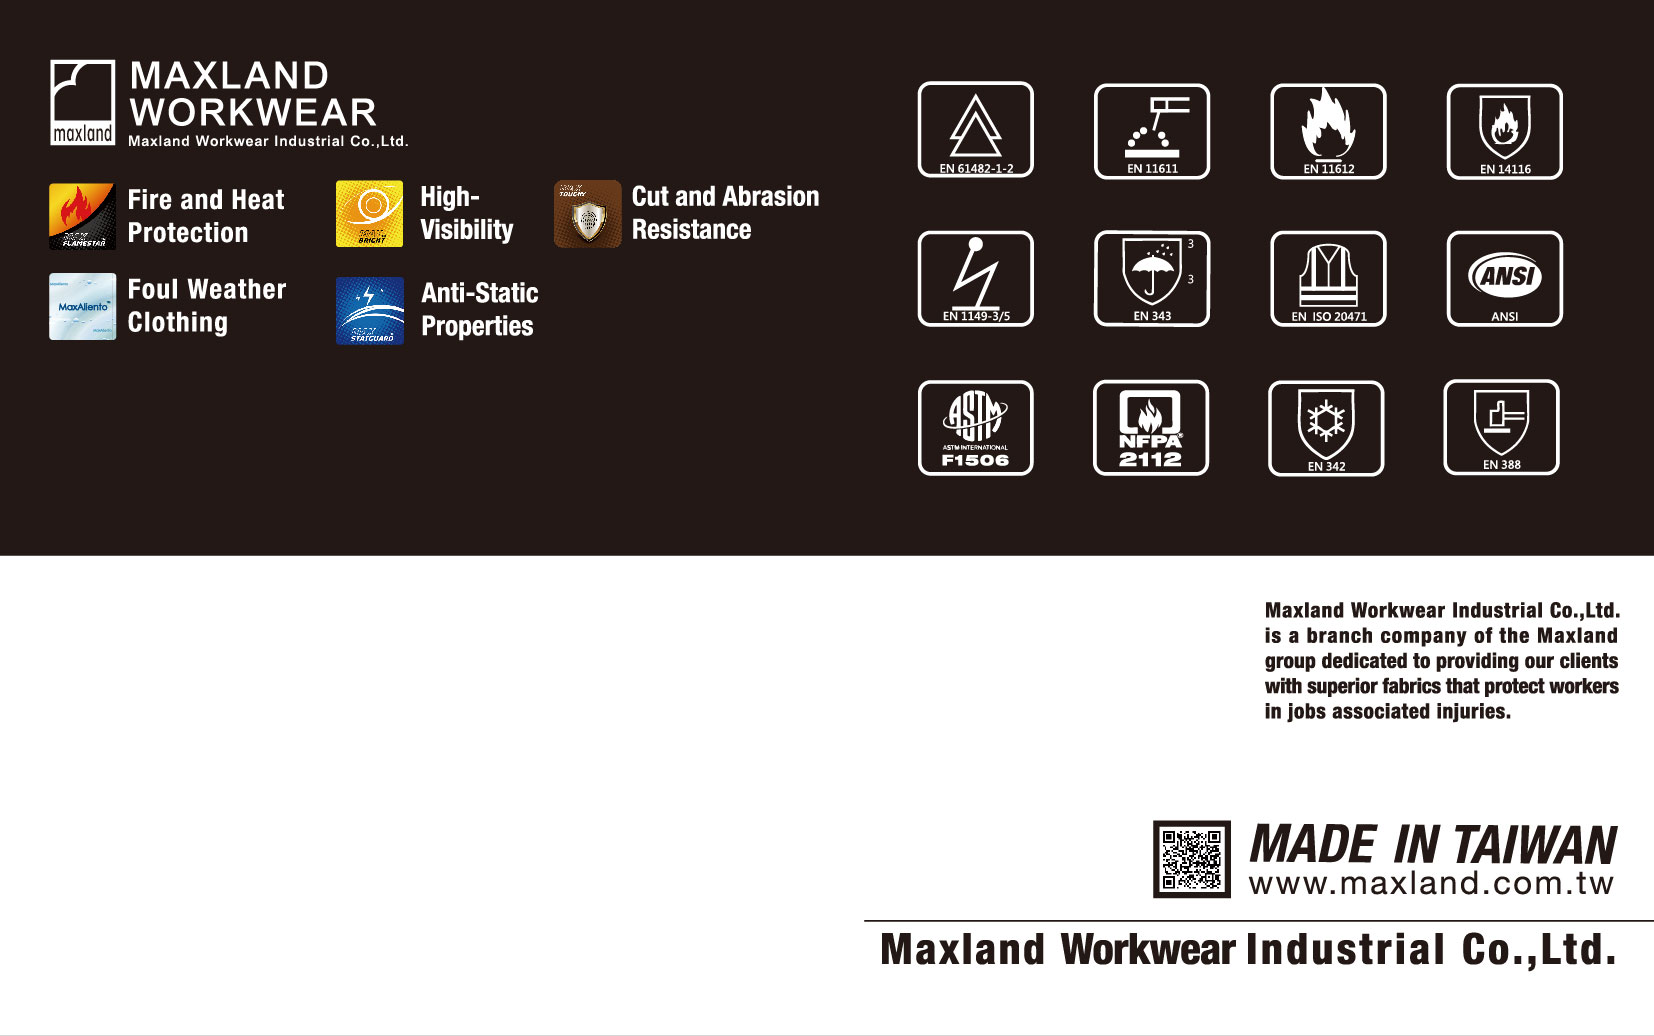 MAXLAND
WORKWEAR
maxland
Maxland Workwear Industrial Co.,Ltd.
MAX
FLAMESTAR
Fire and Heat
Protection
MAX
BRIGHT
High-
Visibility
MAX
TOUGHY
Cut and Abrasion
Resistance
MaxAliento™
Foul Weather
Clothing
MAX
STATGUARD
Anti-Static
Properties
EN 61482-1-2
EN 11611
EN 11612
EN 14116
EN 1149-3/5
3
3
EN 343
EN ISO 20471
ANSI
ANSI
ASTM
ASTM INTERNATIONAL
F1506
NFPA®
2112
EN 342
EN 388
Maxland Workwear Industrial Co.,Ltd.
is a branch company of the Maxland
group dedicated to providing our clients
with superior fabrics that protect workers
in jobs associated injuries.
MADE IN TAIWAN
www.maxland.com.tw
Maxland Workwear Industrial Co.,Ltd.